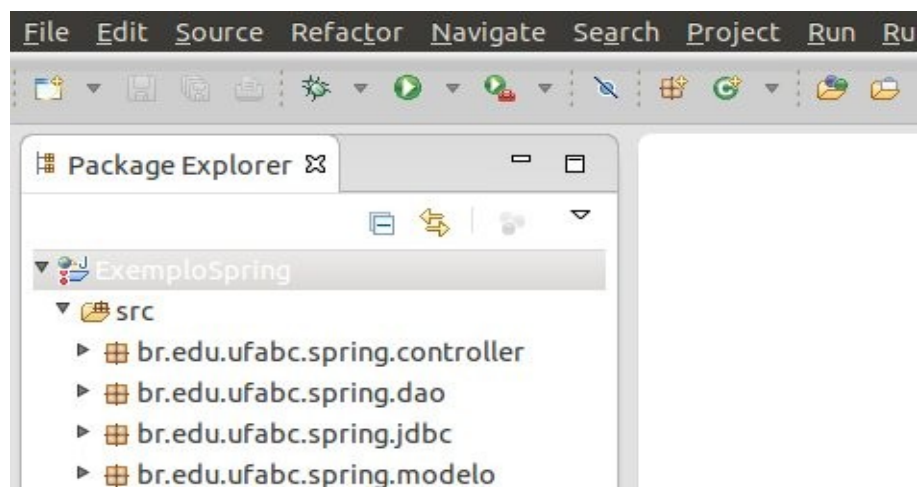 File Edit Source Refactor Navigate Search Project Run Ru
Package Explorer
ExemploSpring
src
br.edu.ufabc.spring.controller
br.edu.ufabc.spring.dao
br.edu.ufabc.spring.jdbc
br.edu.ufabc.spring.modelo